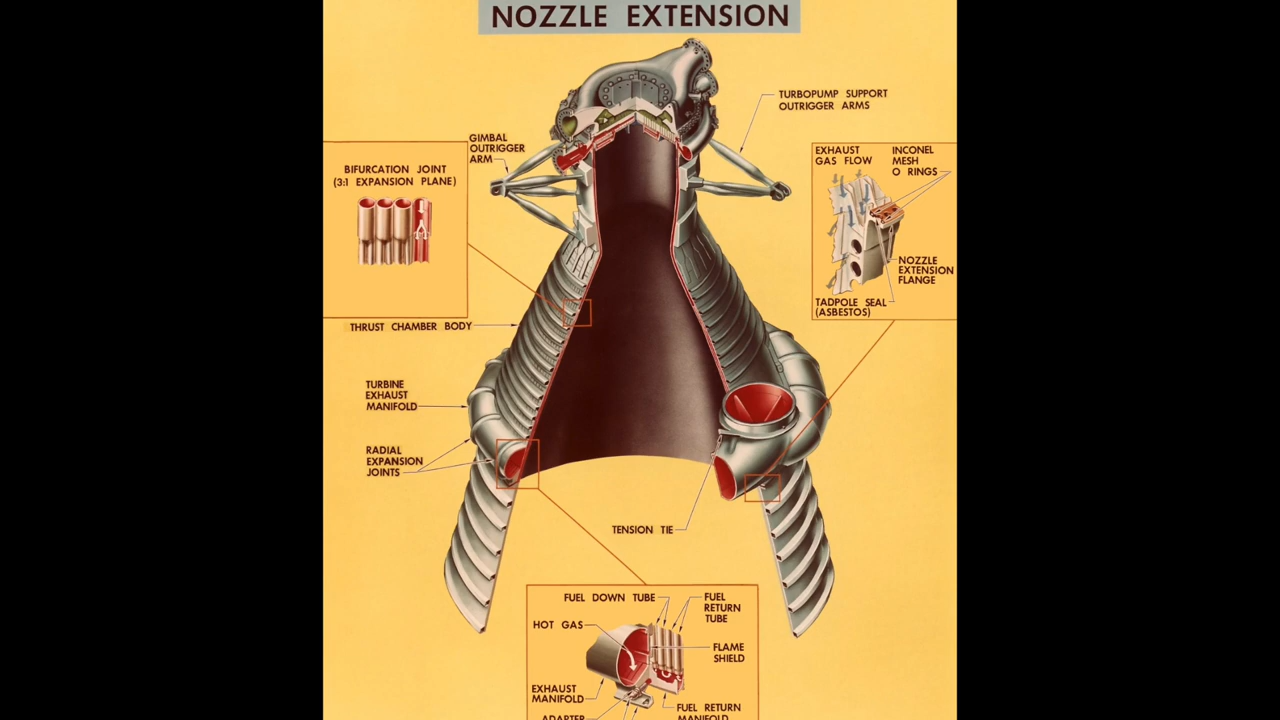 NOZZLE EXTENSION
TURBOPUMP SUPPORT
OUTRIGGER ARMS
GIMBAL
OUTRIGGER
ARM
BIFURCATION JOINT
(3:1 EXPANSION PLANE)
EXHAUST
GAS FLOW
INCONEL
MESH
O RINGS
NOZZLE
EXTENSION
FLANGE
TADPOLE SEAL
(ASBESTOS)
THRUST CHAMBER BODY
TURBINE
EXHAUST
MANIFOLD
RADIAL
EXPANSION
JOINTS
TENSION TIE
FUEL DOWN TUBE
FUEL
RETURN
TUBE
HOT GAS
FLAME
SHIELD
EXHAUST
MANIFOLD
FUEL RETURN
MANIFOLD
ADAPTER